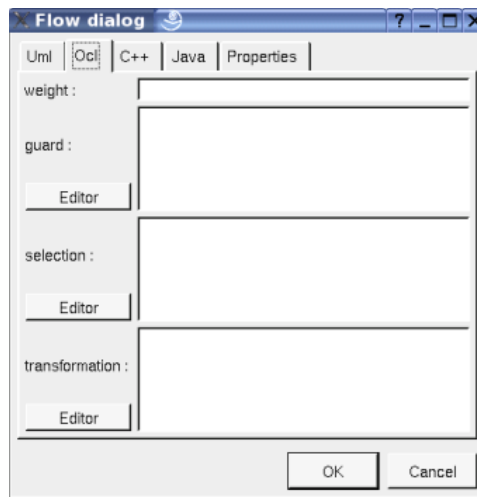 Flow dialog
Uml Ocl C++ Java Properties
weight :
guard :
Editor
selection :
Editor
transformation :
Editor
OK Cancel